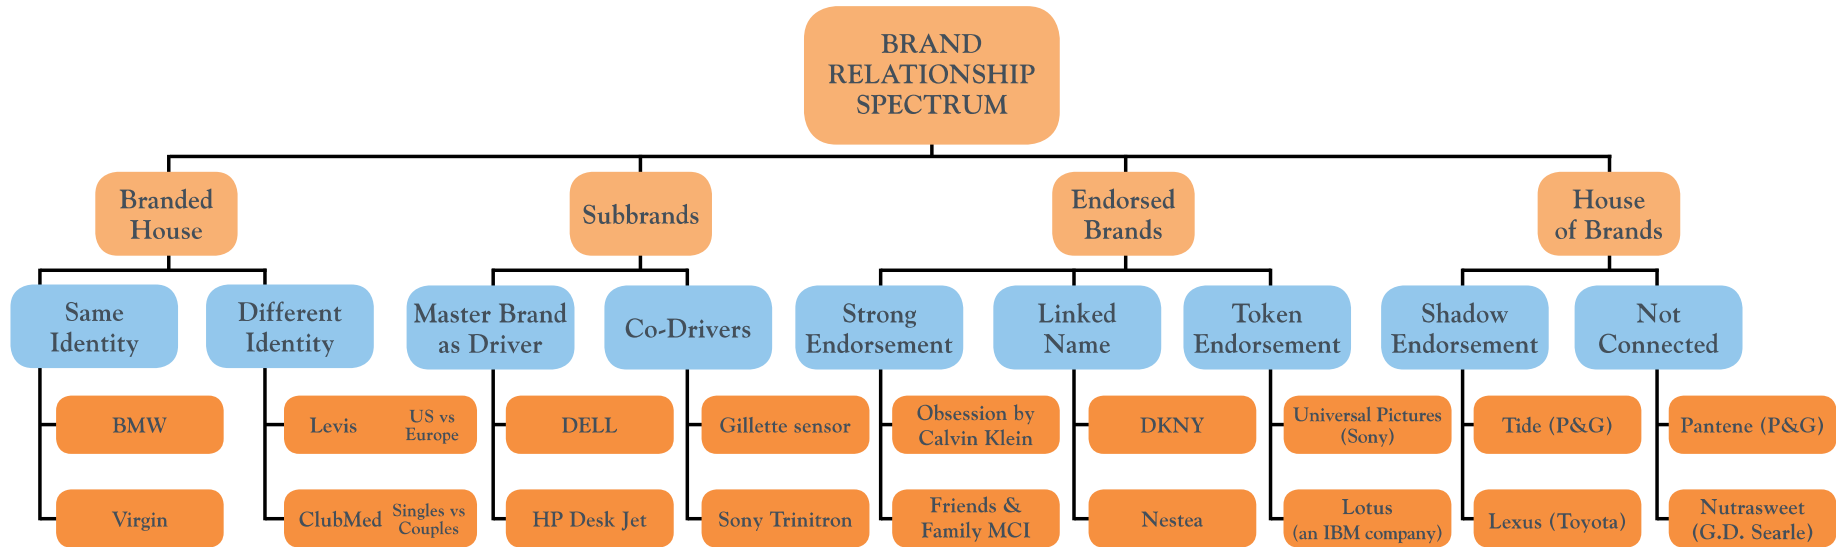 BRAND
RELATIONSHIP
SPECTRUM
Branded
House
Subbrands
Endorsed
Brands
House
of Brands
Same
Identity
Different
Identity
Master Brand
as Driver
Co-Drivers
Strong
Endorsement
Linked
Name
Token
Endorsement
Shadow
Endorsement
Not
Connected
BMW
Levis
US vs
Europe
DELL
Gillette sensor
Obsession by
Calvin Klein
DKNY
Universal Pictures
(Sony)
Tide (P&G)
Pantene (P&G)
Virgin
ClubMed
Singles vs
Couples
HP Desk Jet
Sony Trinitron
Friends &
Family MCI
Nestea
Lotus
(an IBM company)
Lexus (Toyota)
Nutrasweet
(G.D. Searle)